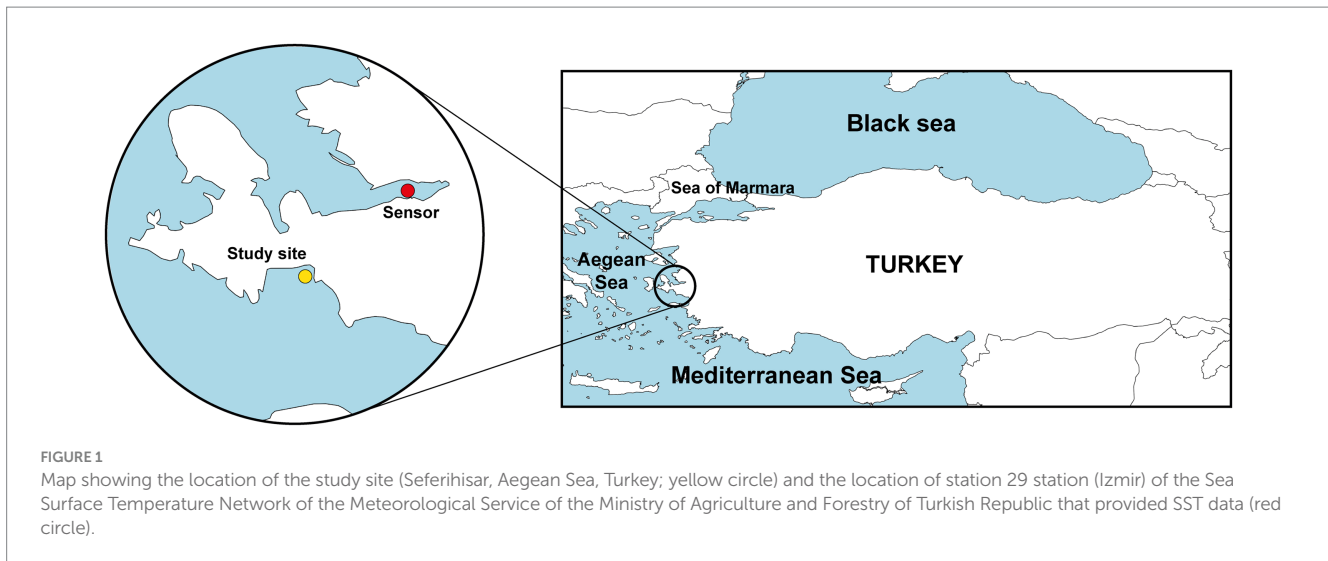 Black sea
Sea of Marmara
Sensor
Study site
Aegean
Sea
TURKEY
Mediterranean Sea
FIGURE 1
Map showing the location of the study site (Seferihisar, Aegean Sea, Turkey; yellow circle) and the location of station 29 station (Izmir) of the Sea
Surface Temperature Network of the Meteorological Service of the Ministry of Agriculture and Forestry of Turkish Republic that provided SST data (red
circle).